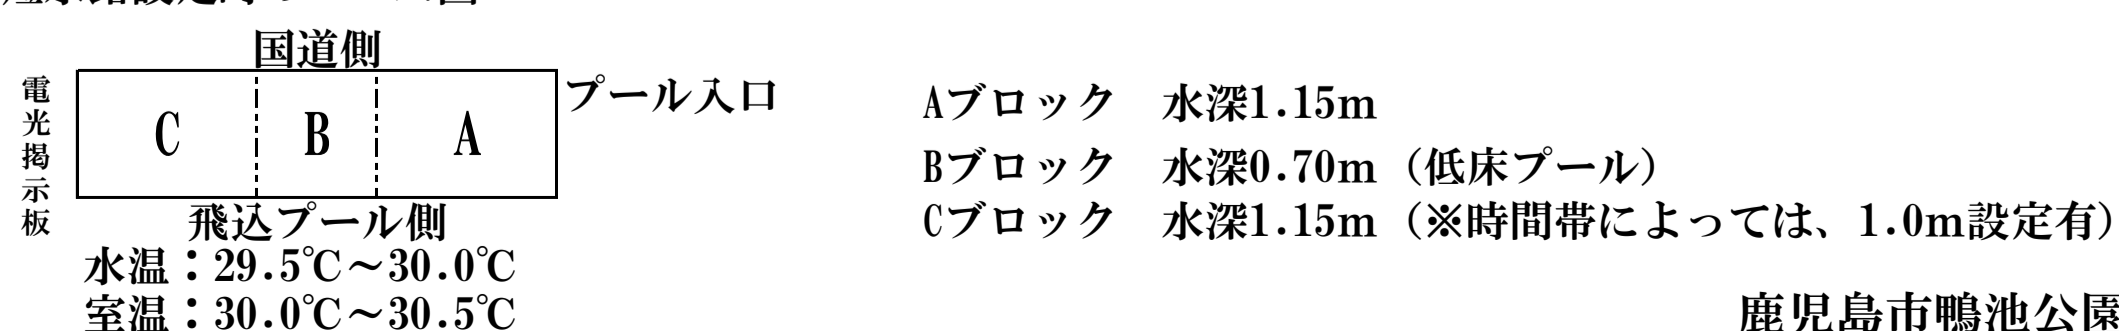 国道側
電光掲示板
C B A
プール入口
飛込プール側
水温：29.5℃～30.0℃
室温：30.0℃～30.5℃
Aブロック 水深1.15m
Bブロック 水深0.70m（低床プール）
Cブロック 水深1.15m（※時間帯によっては、1.0m設定有）
鹿児島市鴨池公園